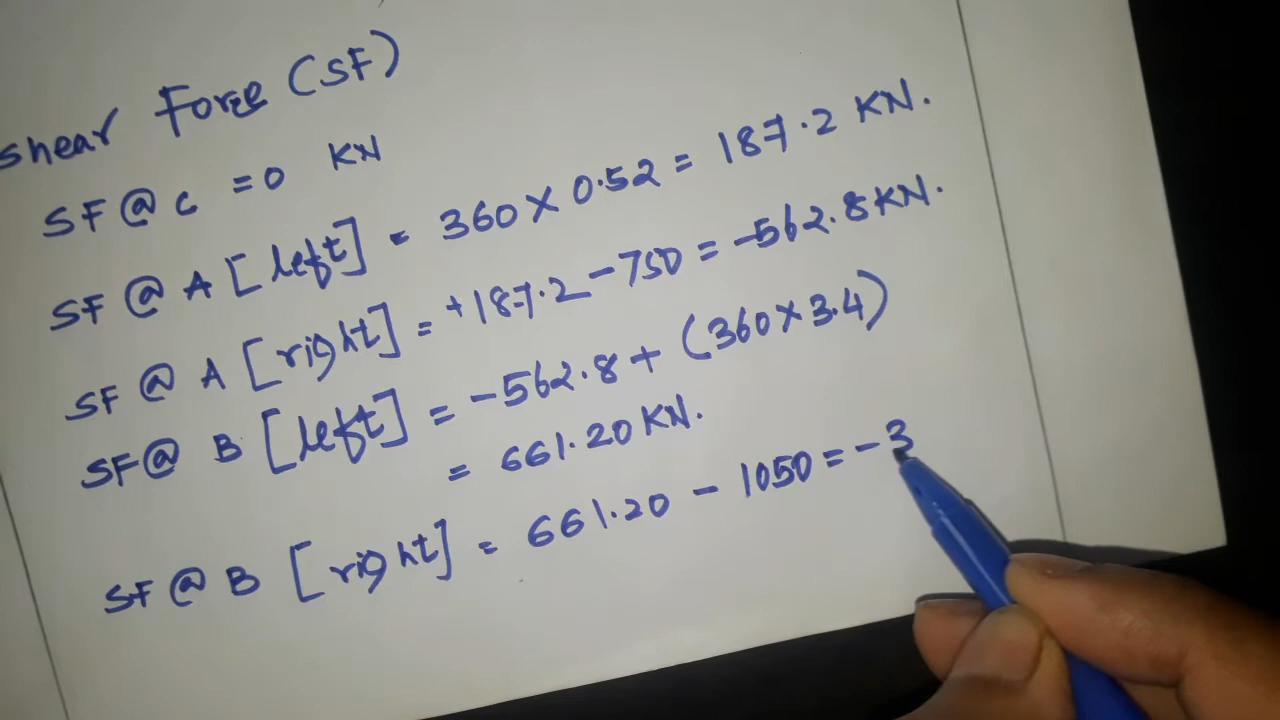 Shear Force (SF)
SF @ C = 0 KN
SF @ A [left] = 360 × 0.52 = 187.2 KN.
SF @ A [right] = +187.2 - 750 = -562.8 KN.
SF @ B [left] = -562.8 + (360 × 3.4)
= 661.20 KN.
SF @ B [right] = 661.20 - 1050 = -3